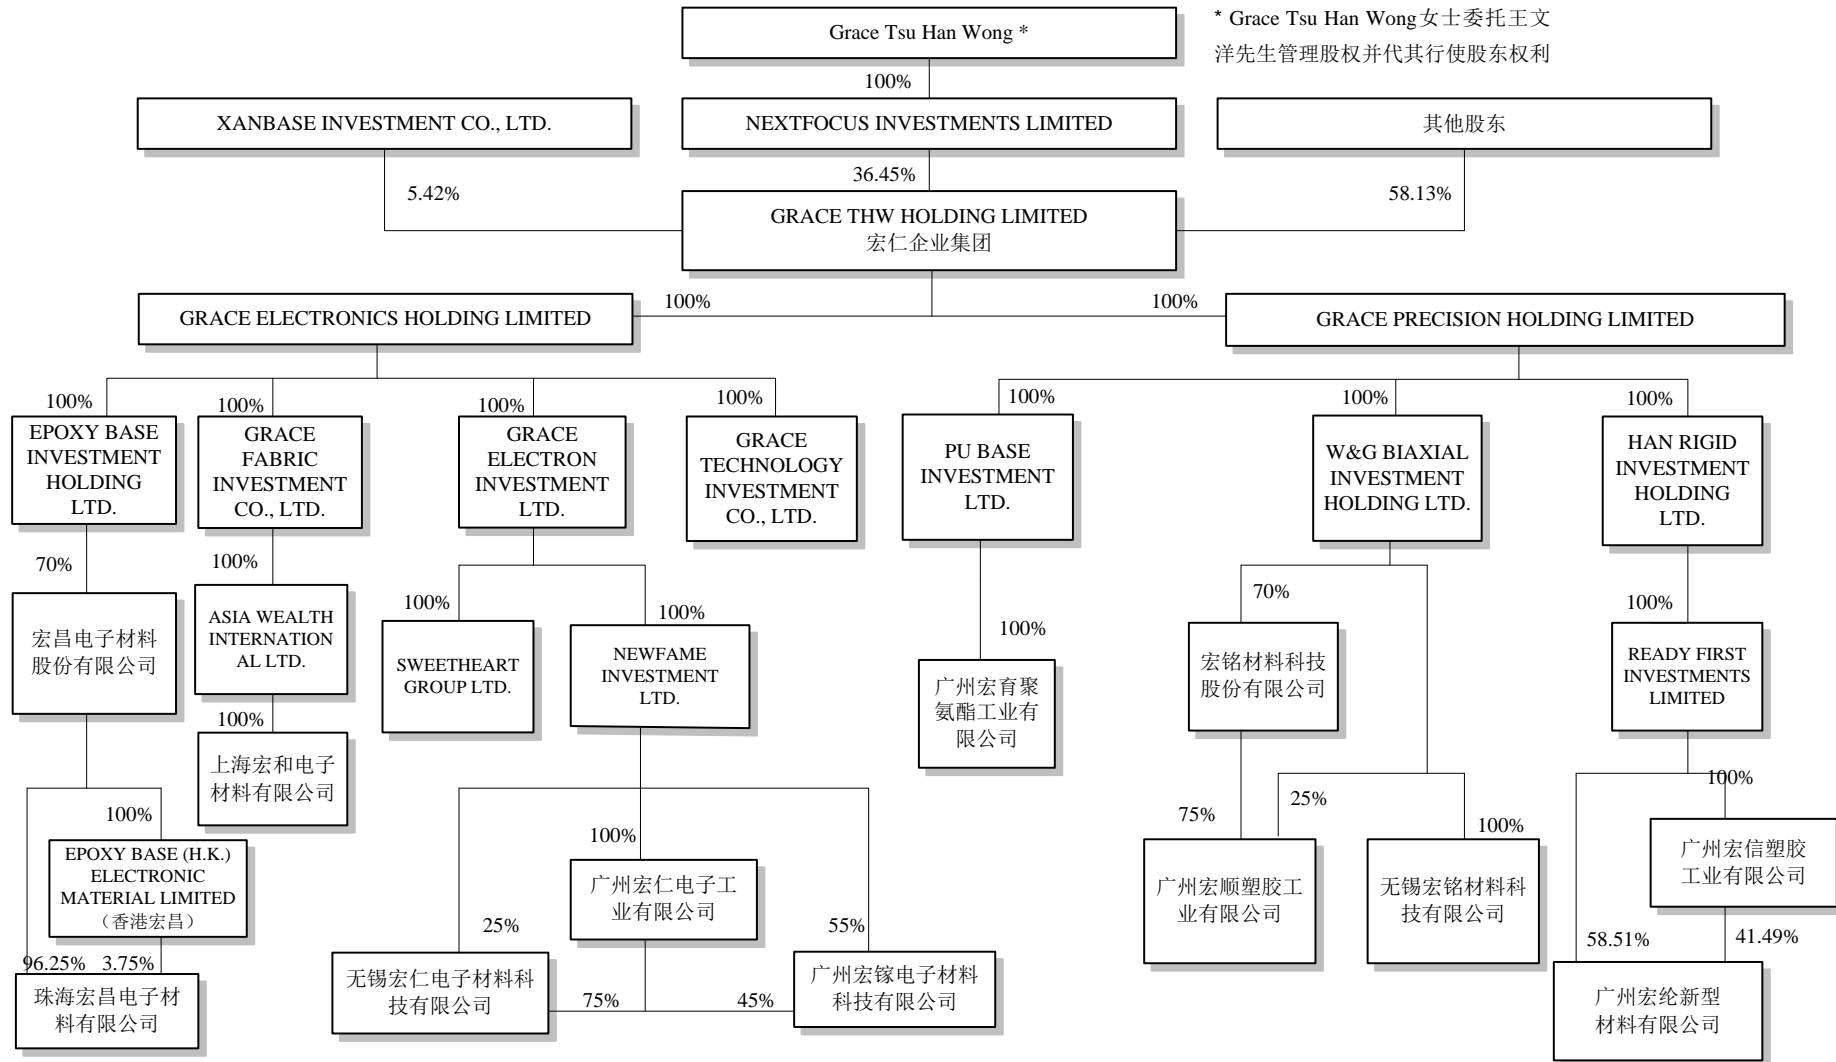 Grace Tsu Han Wong *
* Grace Tsu Han Wong女士委托王文
洋先生管理股权并代其行使股东权利
100%
XANBASE INVESTMENT CO., LTD.
NEXTFOCUS INVESTMENTS LIMITED
其他股东
5.42%
36.45%
58.13%
GRACE THW HOLDING LIMITED
宏仁企业集团
100%
100%
GRACE ELECTRONICS HOLDING LIMITED
GRACE PRECISION HOLDING LIMITED
100%
100%
100%
100%
100%
100%
100%
EPOXY BASE
INVESTMENT
HOLDING
LTD.
GRACE
FABRIC
INVESTMENT
CO., LTD.
GRACE
ELECTRON
INVESTMENT
LTD.
GRACE
TECHNOLOGY
INVESTMENT
CO., LTD.
PU BASE
INVESTMENT
LTD.
W&G BIAXIAL
INVESTMENT
HOLDING LTD.
HAN RIGID
INVESTMENT
HOLDING
LTD.
70%
100%
100%
100%
100%
70%
100%
宏昌电子材料
股份有限公司
ASIA WEALTH
INTERNATION
AL LTD.
SWEETHEART
GROUP LTD.
NEWFAME
INVESTMENT
LTD.
广州宏育聚
氨酯工业有
限公司
宏铭材料科技
股份有限公司
READY FIRST
INVESTMENTS
LIMITED
100%
上海宏和电子
材料有限公司
100%
100%
75%
25%
100%
100%
EPOXY BASE (H.K.)
ELECTRONIC
MATERIAL LIMITED
（香港宏昌）
广州宏仁电子工
业有限公司
广州宏顺塑胶工
业有限公司
无锡宏铭材料科
技有限公司
广州宏信塑胶
工业有限公司
25%
55%
58.51%
41.49%
96.25%
3.75%
珠海宏昌电子材
料有限公司
无锡宏仁电子材料科
技有限公司
75%
45%
广州宏镓电子材料
科技有限公司
广州宏纶新型
材料有限公司